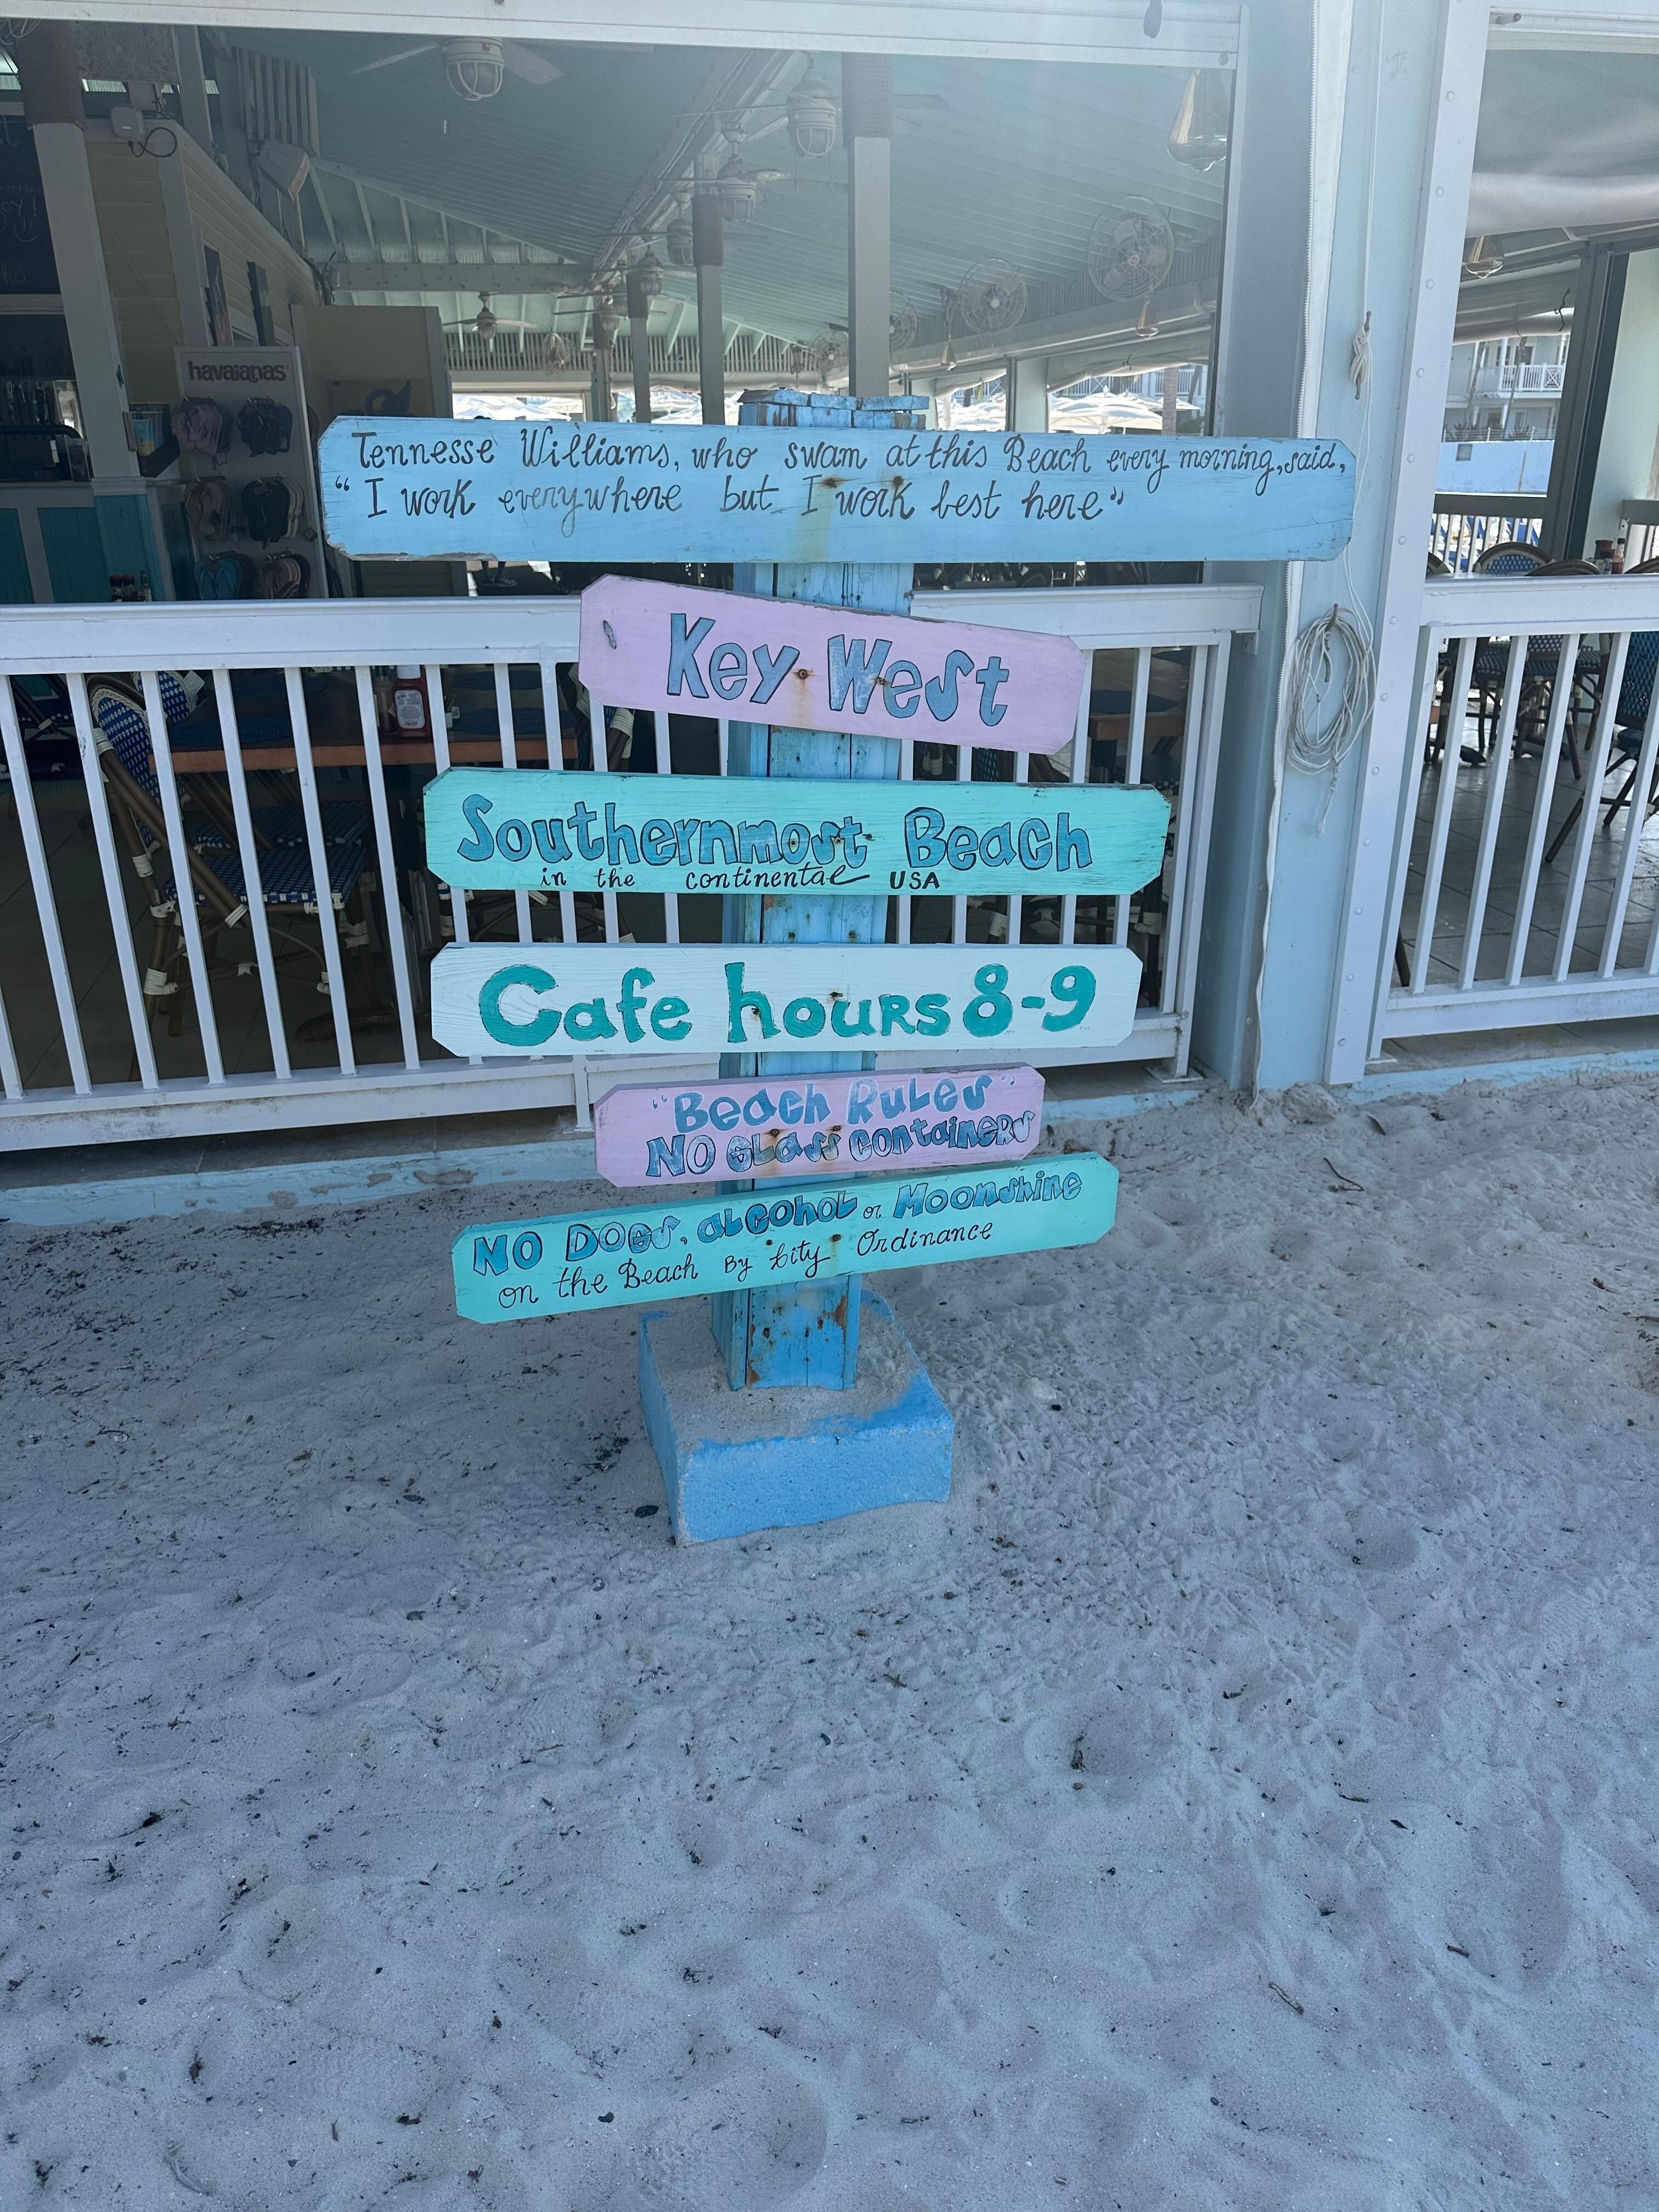 havaianas
Tennesse Williams, who swam at this Beach every morning, said,
“I work everywhere but I work best here”
Key West
Southernmost Beach
in the continental USA
Cafe hours 8-9
"Beach Rules"
NO GLass containers
NO DOGS, aLcohoL or Moonshine
on the Beach By City Ordinance